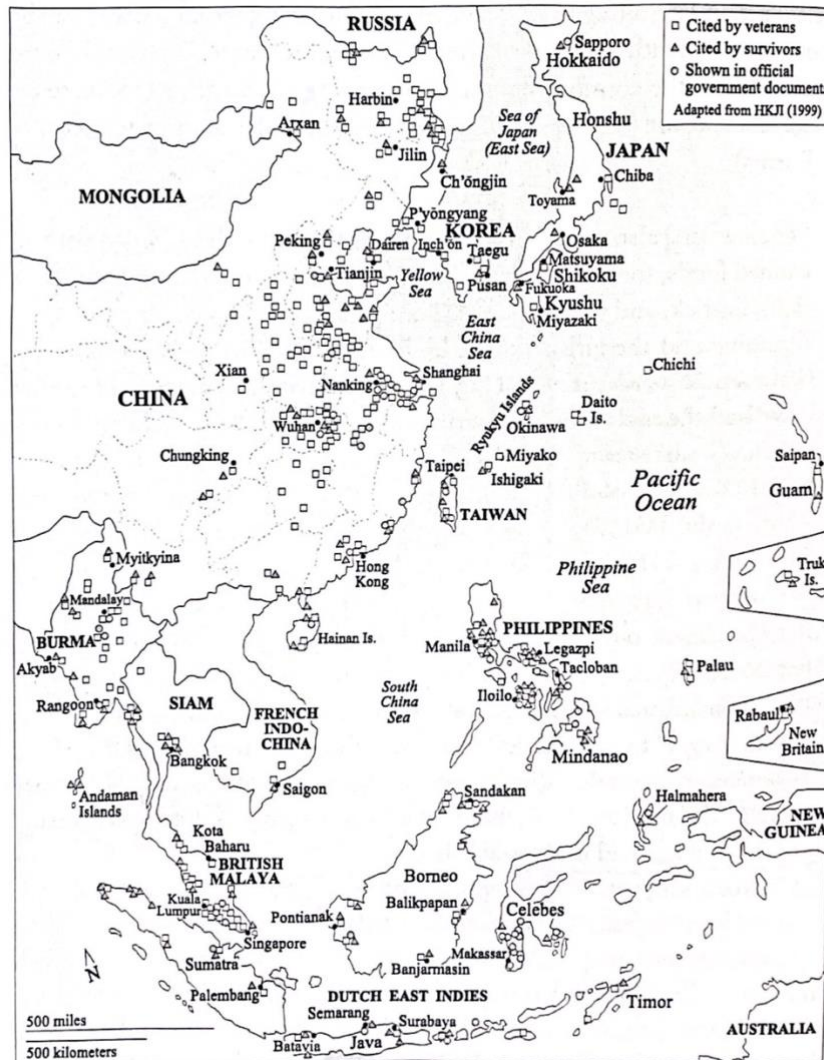 RUSSIA
□ Cited by veterans
△ Cited by survivors
○ Shown in official
government document
Adapted from HKJI (1999)
Sapporo
Hokkaido
Harbin
Arxan
Jilin
Sea of
Japan
(East Sea)
Honshu
JAPAN
MONGOLIA
Ch'ŏngjin
Chiba
Toyama
P'yŏngyang
KOREA
Peking
Dairen
Inch'ŏn
Taegu
Osaka
Matsuyama
Shikoku
Tianjin
Yellow
Sea
Pusan
Fukuoka
Kyushu
Miyazaki
East
China
Sea
Xian
Nanking
Shanghai
Chichi
CHINA
Ryukyu Islands
Daito
Is.
Okinawa
Wuhan
Chungking
Taipei
Miyako
Ishigaki
Pacific
Ocean
Saipan
Guam
TAIWAN
Myitkyina
Hong
Kong
Philippine
Sea
Truk
Is.
Mandalay
BURMA
Hainan Is.
Manila
PHILIPPINES
Legazpi
Tacloban
Akyab
Palau
Rangoon
SIAM
FRENCH
INDO-
CHINA
South
China
Sea
Iloilo
Rabaul
New
Britain
Bangkok
Mindanao
Saigon
Andaman
Islands
Sandakan
Halmahera
NEW
GUINEA
Kota
Baharu
BRITISH
MALAYA
Borneo
Kuala
Lumpur
Balikpapan
Celebes
Pontianak
Singapore
Makassar
Sumatra
Banjarmasin
N
Palembang
DUTCH EAST INDIES
Timor
500 miles
500 kilometers
Semarang
Surabaya
Java
Batavia
AUSTRALIA